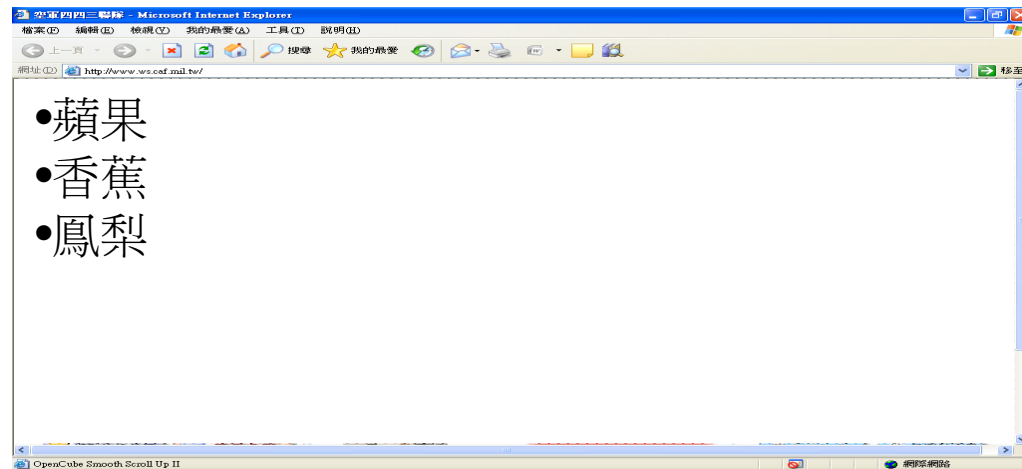 空軍四四三聯隊 - Microsoft Internet Explorer
檔案(F) 編輯(E) 檢視(V) 我的最愛(A) 工具(T) 說明(H)
上一頁 搜尋 我的最愛
網址(D) http://www.ws.caf.mil.tw/ 移至
•蘋果
•香蕉
•鳳梨
OpenCube Smooth Scroll Up II 網際網路